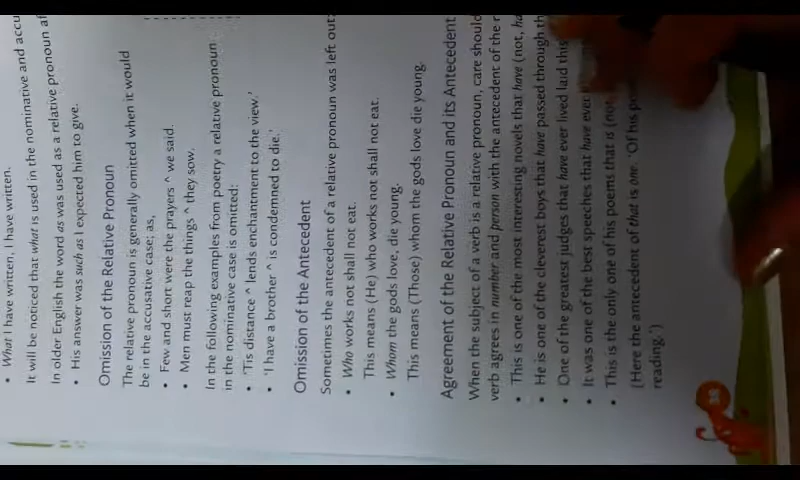 • What I have written, I have written.
It will be noticed that what is used in the nominative and accu
In older English the word as was used as a relative pronoun af
• His answer was such as I expected him to give.
Omission of the Relative Pronoun
The relative pronoun is generally omitted when it would
be in the accusative case; as,
• Few and short were the prayers ^ we said.
• Men must reap the things ^ they sow.
In the following examples from poetry a relative pronoun
in the nominative case is omitted:
• 'Tis distance ^ lends enchantment to the view.'
• 'I have a brother ^ is condemned to die.'
Omission of the Antecedent
Sometimes the antecedent of a relative pronoun was left out:
• Who works not shall not eat.
This means (He) who works not shall not eat.
• Whom the gods love, die young.
This means (Those) whom the gods love die young.
Agreement of the Relative Pronoun and its Antecedent
When the subject of a verb is a relative pronoun, care should
verb agrees in number and person with the antecedent of the r
• This is one of the most interesting novels that have (not, ha
• He is one of the cleverest boys that have passed through th
• One of the greatest judges that have ever lived laid this
• It was one of the best speeches that have ever
• This is the only one of his poems that is (not,
(Here the antecedent of that is one. 'Of his po
reading.')